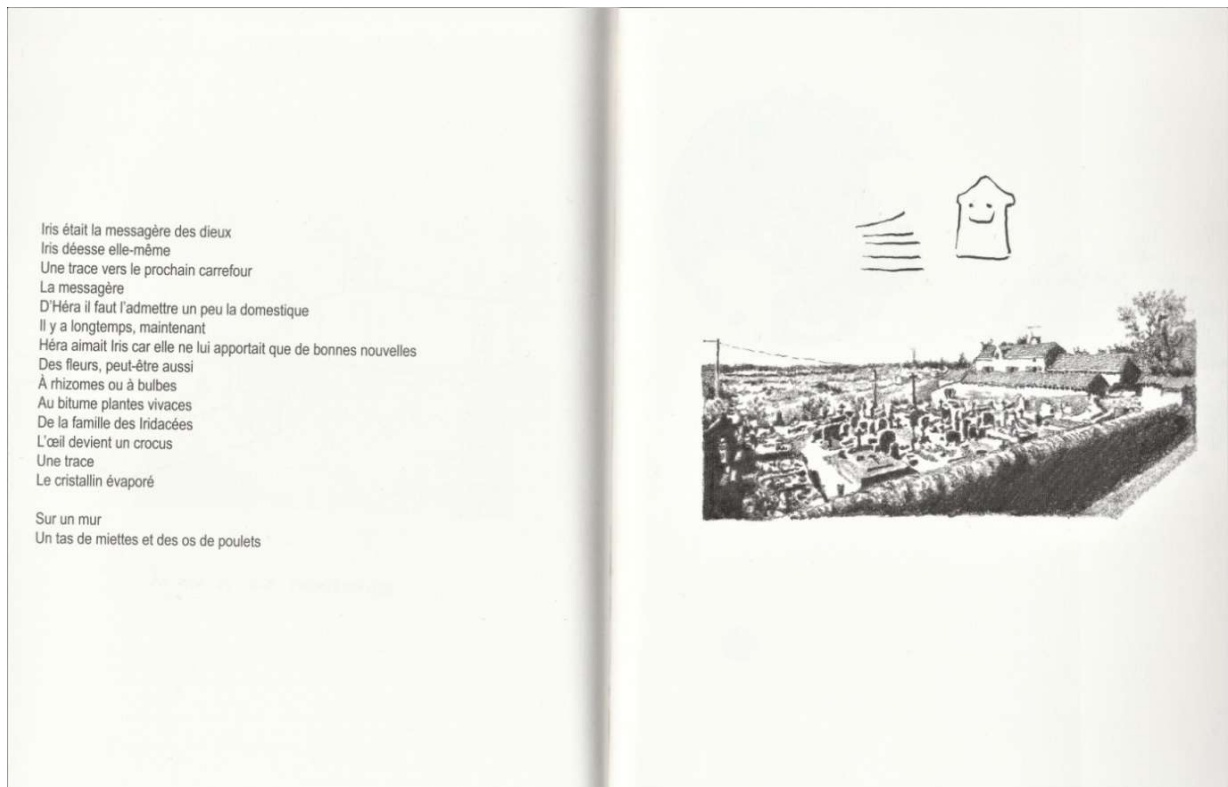 Iris était la messagère des dieux
Iris déesse elle-même
Une trace vers le prochain carrefour
La messagère
D'Héra il faut l'admettre un peu la domestique
Il y a longtemps, maintenant
Héra aimait Iris car elle ne lui apportait que de bonnes nouvelles
Des fleurs, peut-être aussi
À rhizomes ou à bulbes
Au bitume plantes vivaces
De la famille des Iridacées
L'œil devient un crocus
Une trace
Le cristallin évaporé

Sur un mur
Un tas de miettes et des os de poulets